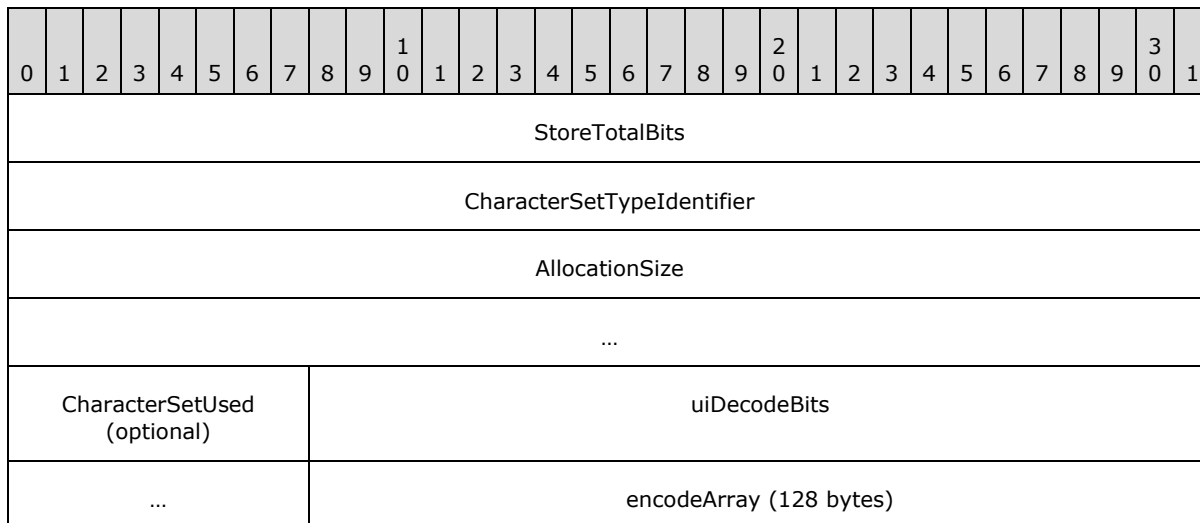 0 1 2 3 4 5 6 7 8 9 1 0 1 2 3 4 5 6 7 8 9 2 0 1 2 3 4 5 6 7 8 9 3 0 1
StoreTotalBits
CharacterSetTypeIdentifier
AllocationSize
...
CharacterSetUsed (optional) uiDecodeBits
... encodeArray (128 bytes)